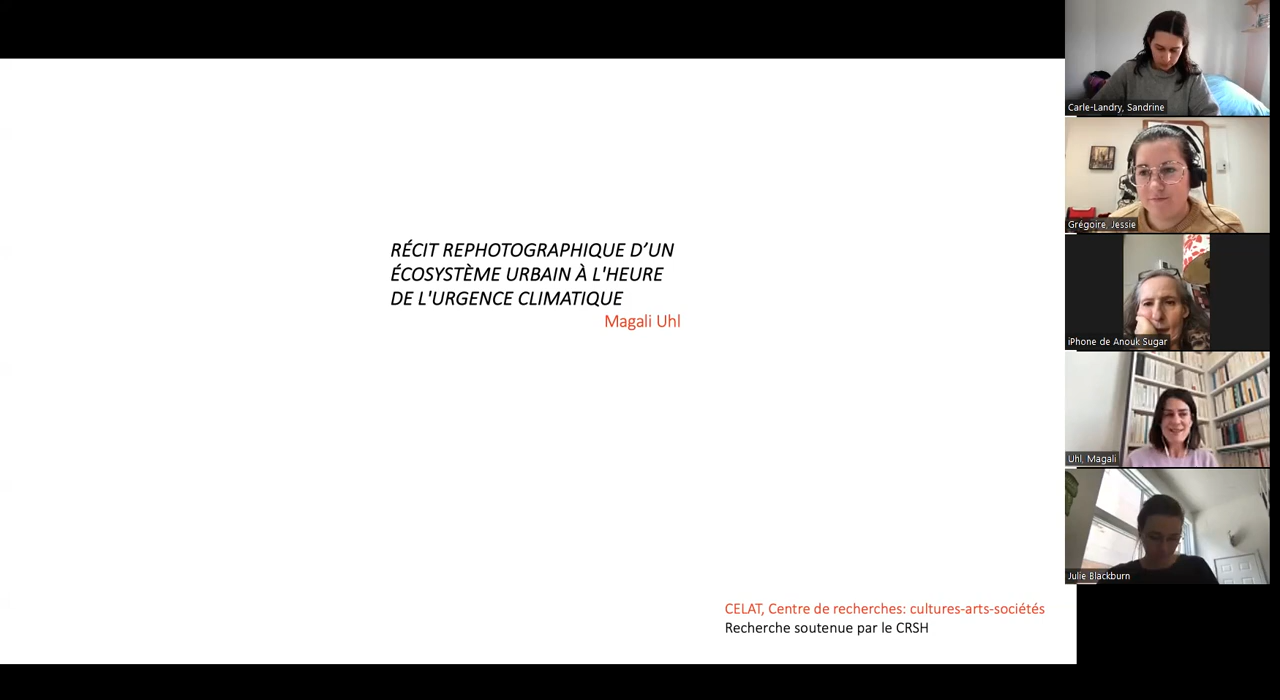 RÉCIT REPHOTOGRAPHIQUE D’UN
ÉCOSYSTÈME URBAIN À L'HEURE
DE L'URGENCE CLIMATIQUE
Magali Uhl
CELAT, Centre de recherches: cultures-arts-sociétés
Recherche soutenue par le CRSH
Carle-Landry, Sandrine
Grégoire, Jessie
iPhone de Anouk Sugar
Uhl, Magali
Julie Blackburn